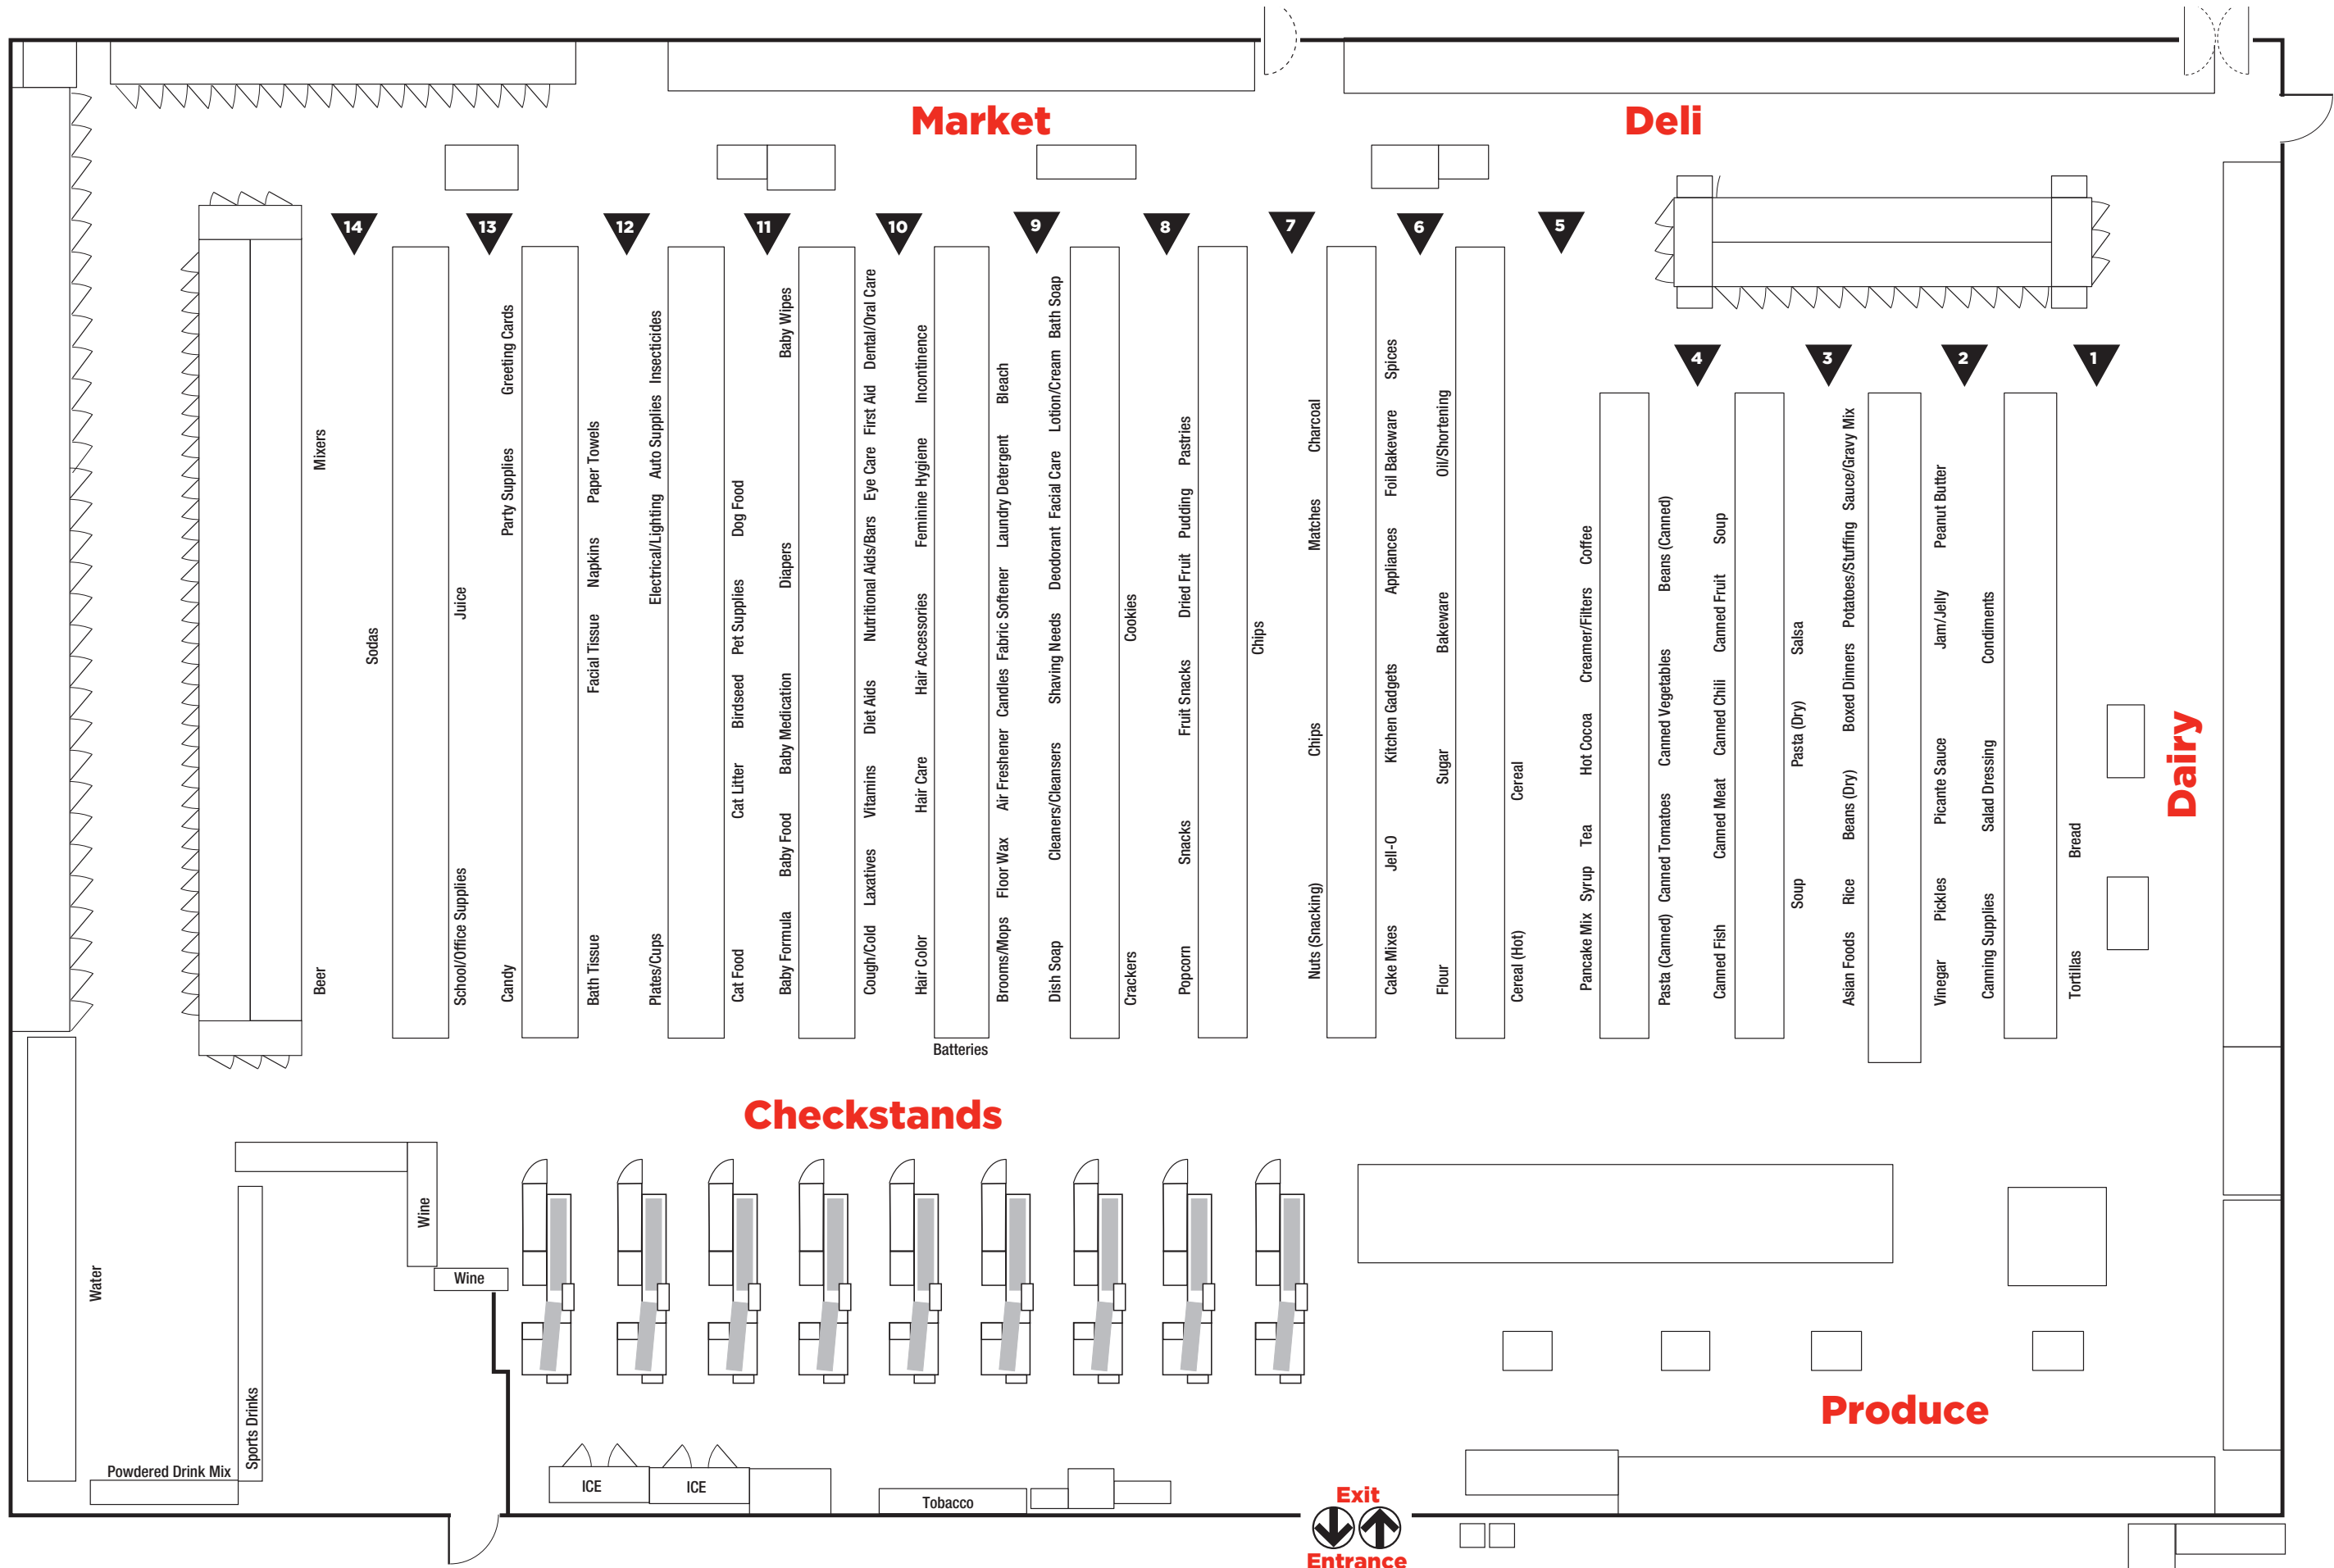 Market
Deli
14
13
12
11
10
9
8
7
6
5
4
3
2
1
Mixers
Beer
Sodas
Juice
School/Office Supplies
Greeting Cards
Party Supplies
Candy
Paper Towels
Napkins
Facial Tissue
Bath Tissue
Insecticides
Auto Supplies
Electrical/Lighting
Plates/Cups
Dog Food
Pet Supplies
Birdseed
Cat Litter
Cat Food
Baby Wipes
Diapers
Baby Medication
Baby Food
Baby Formula
Dental/Oral Care
First Aid
Eye Care
Nutritional Aids/Bars
Diet Aids
Vitamins
Laxatives
Cough/Cold
Incontinence
Feminine Hygiene
Hair Accessories
Hair Care
Hair Color
Batteries
Bleach
Laundry Detergent
Fabric Softener
Candles
Air Freshener
Floor Wax
Brooms/Mops
Bath Soap
Lotion/Cream
Facial Care
Deodorant
Shaving Needs
Cleaners/Cleansers
Dish Soap
Cookies
Crackers
Pastries
Pudding
Dried Fruit
Fruit Snacks
Snacks
Popcorn
Chips
Charcoal
Matches
Chips
Nuts (Snacking)
Spices
Foil Bakeware
Appliances
Kitchen Gadgets
Jell-O
Cake Mixes
Oil/Shortening
Bakeware
Sugar
Flour
Cereal
Cereal (Hot)
Coffee
Creamer/Filters
Hot Cocoa
Tea
Syrup
Pancake Mix
Beans (Canned)
Canned Vegetables
Canned Tomatoes
Pasta (Canned)
Soup
Canned Fruit
Canned Chili
Canned Meat
Canned Fish
Salsa
Pasta (Dry)
Soup
Sauce/Gravy Mix
Potatoes/Stuffing
Boxed Dinners
Beans (Dry)
Rice
Asian Foods
Peanut Butter
Jam/Jelly
Picante Sauce
Pickles
Vinegar
Condiments
Salad Dressing
Canning Supplies
Bread
Tortillas
Dairy
Checkstands
Wine
Wine
Water
Sports Drinks
Powdered Drink Mix
ICE
ICE
Tobacco
Produce
Exit
Entrance